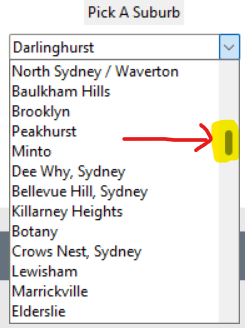 Pick A Suburb
Darlinghurst
North Sydney / Waverton
Baulkham Hills
Brooklyn
Peakhurst
Minto
Dee Why, Sydney
Bellevue Hill, Sydney
Killarney Heights
Botany
Crows Nest, Sydney
Lewisham
Marrickville
Elderslie